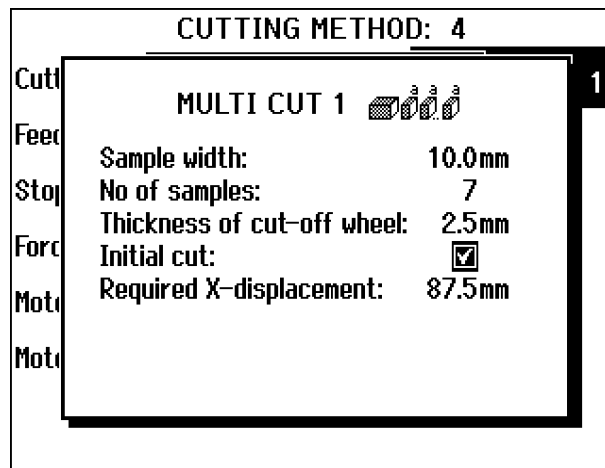 CUTTING METHOD: 4
1
MULTI CUT 1
Sample width: 10.0mm
No of samples: 7
Thickness of cut-off wheel: 2.5mm
Initial cut:
Required X-displacement: 87.5mm